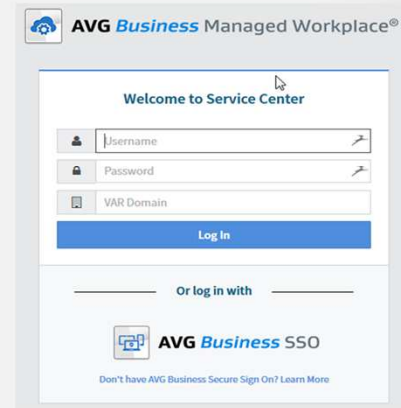 AVG Business Managed Workplace®
Welcome to Service Center
Username
Password
VAR Domain
Log In
Or log in with
AVG Business SSO
Don't have AVG Business Secure Sign On? Learn More